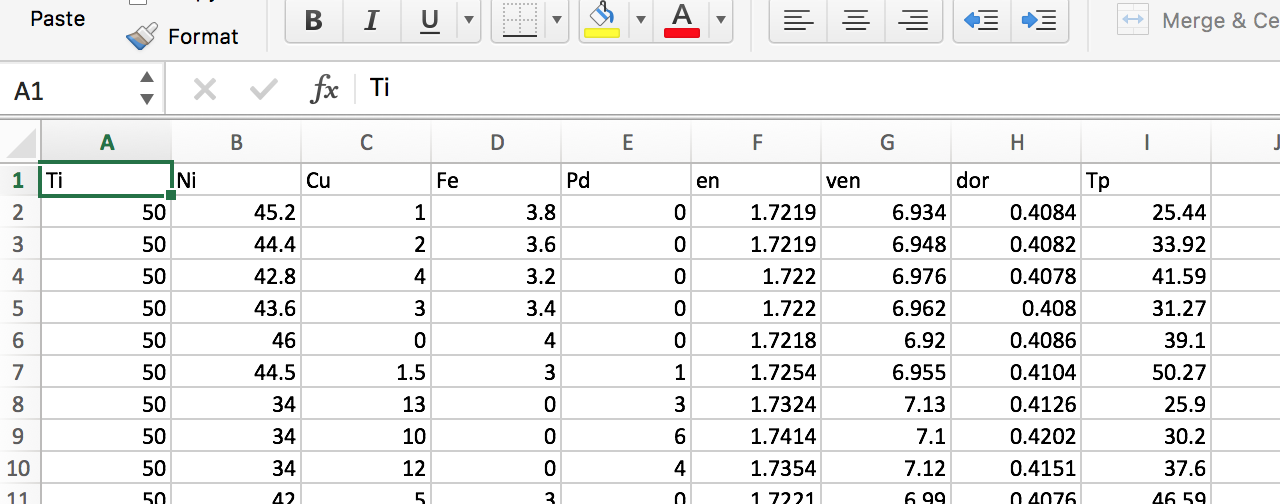 Paste
Format
B I U A
Merge & Ce
A1 fx Ti
A B C D E F G H I J
1 Ti Ni Cu Fe Pd en ven dor Tp
2 50 45.2 1 3.8 0 1.7219 6.934 0.4084 25.44
3 50 44.4 2 3.6 0 1.7219 6.948 0.4082 33.92
4 50 42.8 4 3.2 0 1.722 6.976 0.4078 41.59
5 50 43.6 3 3.4 0 1.722 6.962 0.408 31.27
6 50 46 0 4 0 1.7218 6.92 0.4086 39.1
7 50 44.5 1.5 3 1 1.7254 6.955 0.4104 50.27
8 50 34 13 0 3 1.7324 7.13 0.4126 25.9
9 50 34 10 0 6 1.7414 7.1 0.4202 30.2
10 50 34 12 0 4 1.7354 7.12 0.4151 37.6
11 50 42 5 3 0 1.7221 6.99 0.4076 46.59